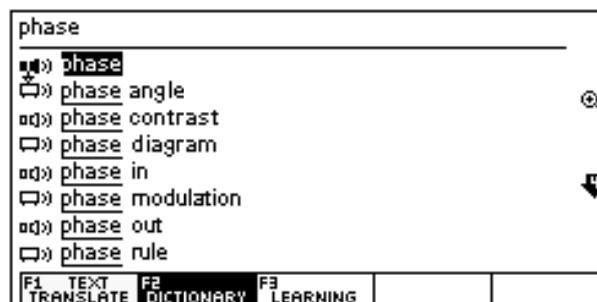 phase
phase
phase angle
phase contrast
phase diagram
phase in
phase modulation
phase out
phase rule
F1 TEXT TRANSLATE F2 DICTIONARY F3 LEARNING